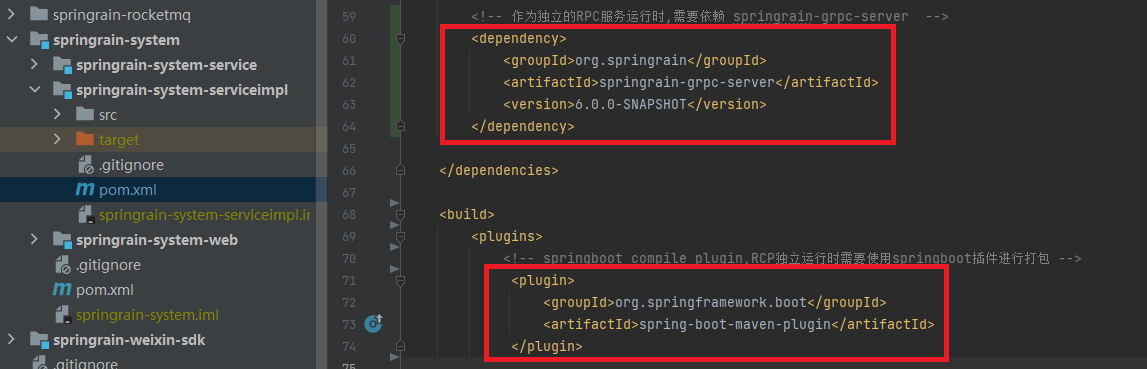 springrain-rocketmq
springrain-system
springrain-system-service
springrain-system-serviceimpl
src
target
.gitignore
pom.xml
springrain-system-serviceimpl.ir
springrain-system-web
.gitignore
pom.xml
springrain-system.iml
springrain-weixin-sdk
.gitignore
59 <!-- 作为独立的RPC服务运行时,需要依赖 springrain-grpc-server -->
60 <dependency>
61 <groupId>org.springrain</groupId>
62 <artifactId>springrain-grpc-server</artifactId>
63 <version>6.0.0-SNAPSHOT</version>
64 </dependency>
65
66 </dependencies>
67
68 <build>
69 <plugins>
70 <!-- springboot compile plugin,RCP独立运行时需要使用springboot插件进行打包 -->
71 <plugin>
72 <groupId>org.springframework.boot</groupId>
73 <artifactId>spring-boot-maven-plugin</artifactId>
74 </plugin>
75